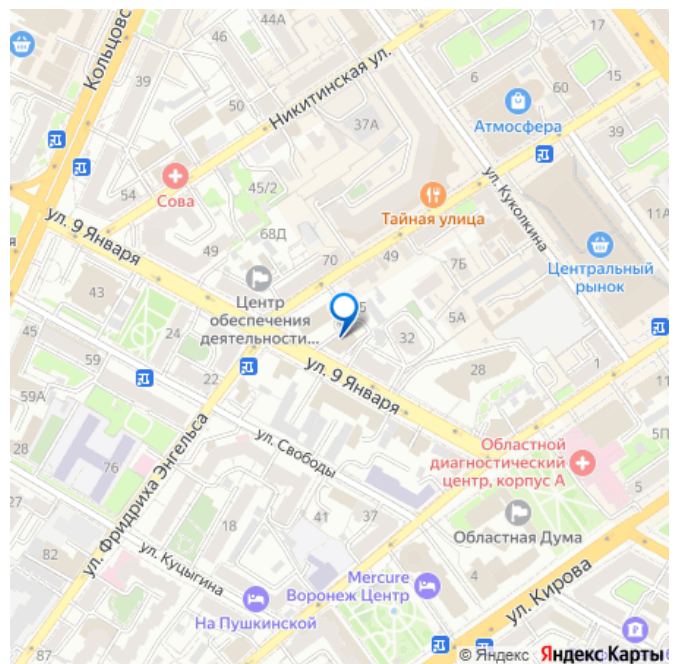 44А
46
Кольцовс
39
50
Никитинская ул.
37А
6
60
17
15
Атмосфера
39
54
Сова
45/2
68Д
Тайная улица
ул. Куколкина
11А
ул. 9 Января
49
70
49
7Б
Центральный
рынок
43
Центр
обеспечения
деятельности...
5
5А
45
24
32
59
22
28
1
59А
ул. 9 Января
11
28
76
ул. Фридриха Энгельса
ул. Свободы
Областной
диагностический
центр, корпус А
5П
5
18
41
37
Областная Дума
82
ул. Куцыгина
Mercure
Воронеж Центр
4
ул. Кирова
На Пушкинской
87
© Яндекс Яндекс Карты